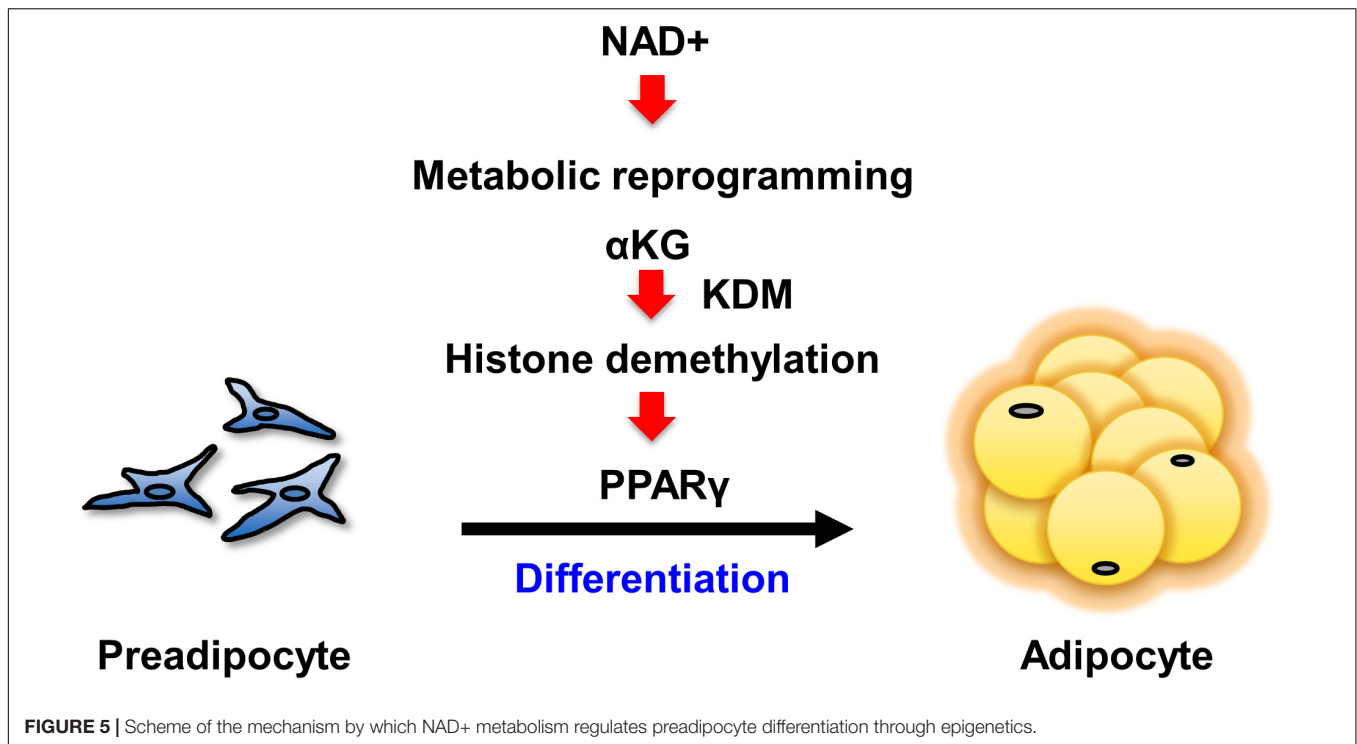 NAD+
Metabolic reprogramming
αKG
KDM
Histone demethylation
PPARγ
Differentiation
Preadipocyte
Adipocyte
FIGURE 5 | Scheme of the mechanism by which NAD+ metabolism regulates preadipocyte differentiation through epigenetics.